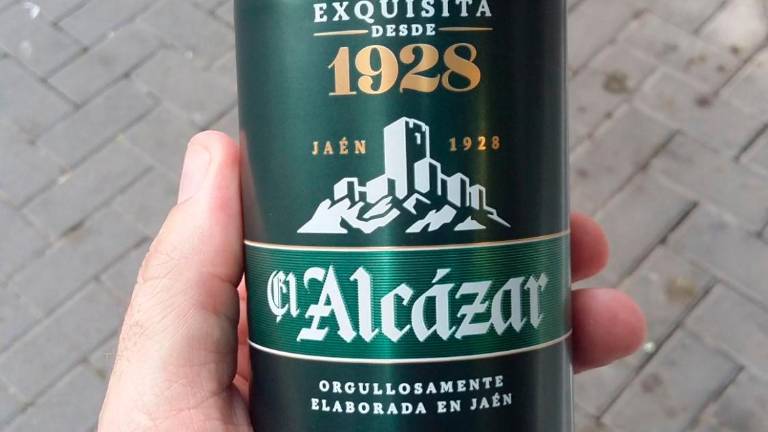 EXQUISITA
DESDE
1928
JAÉN 1928
El Alcázar
ORGULLOSAMENTE
ELABORADA EN JAÉN